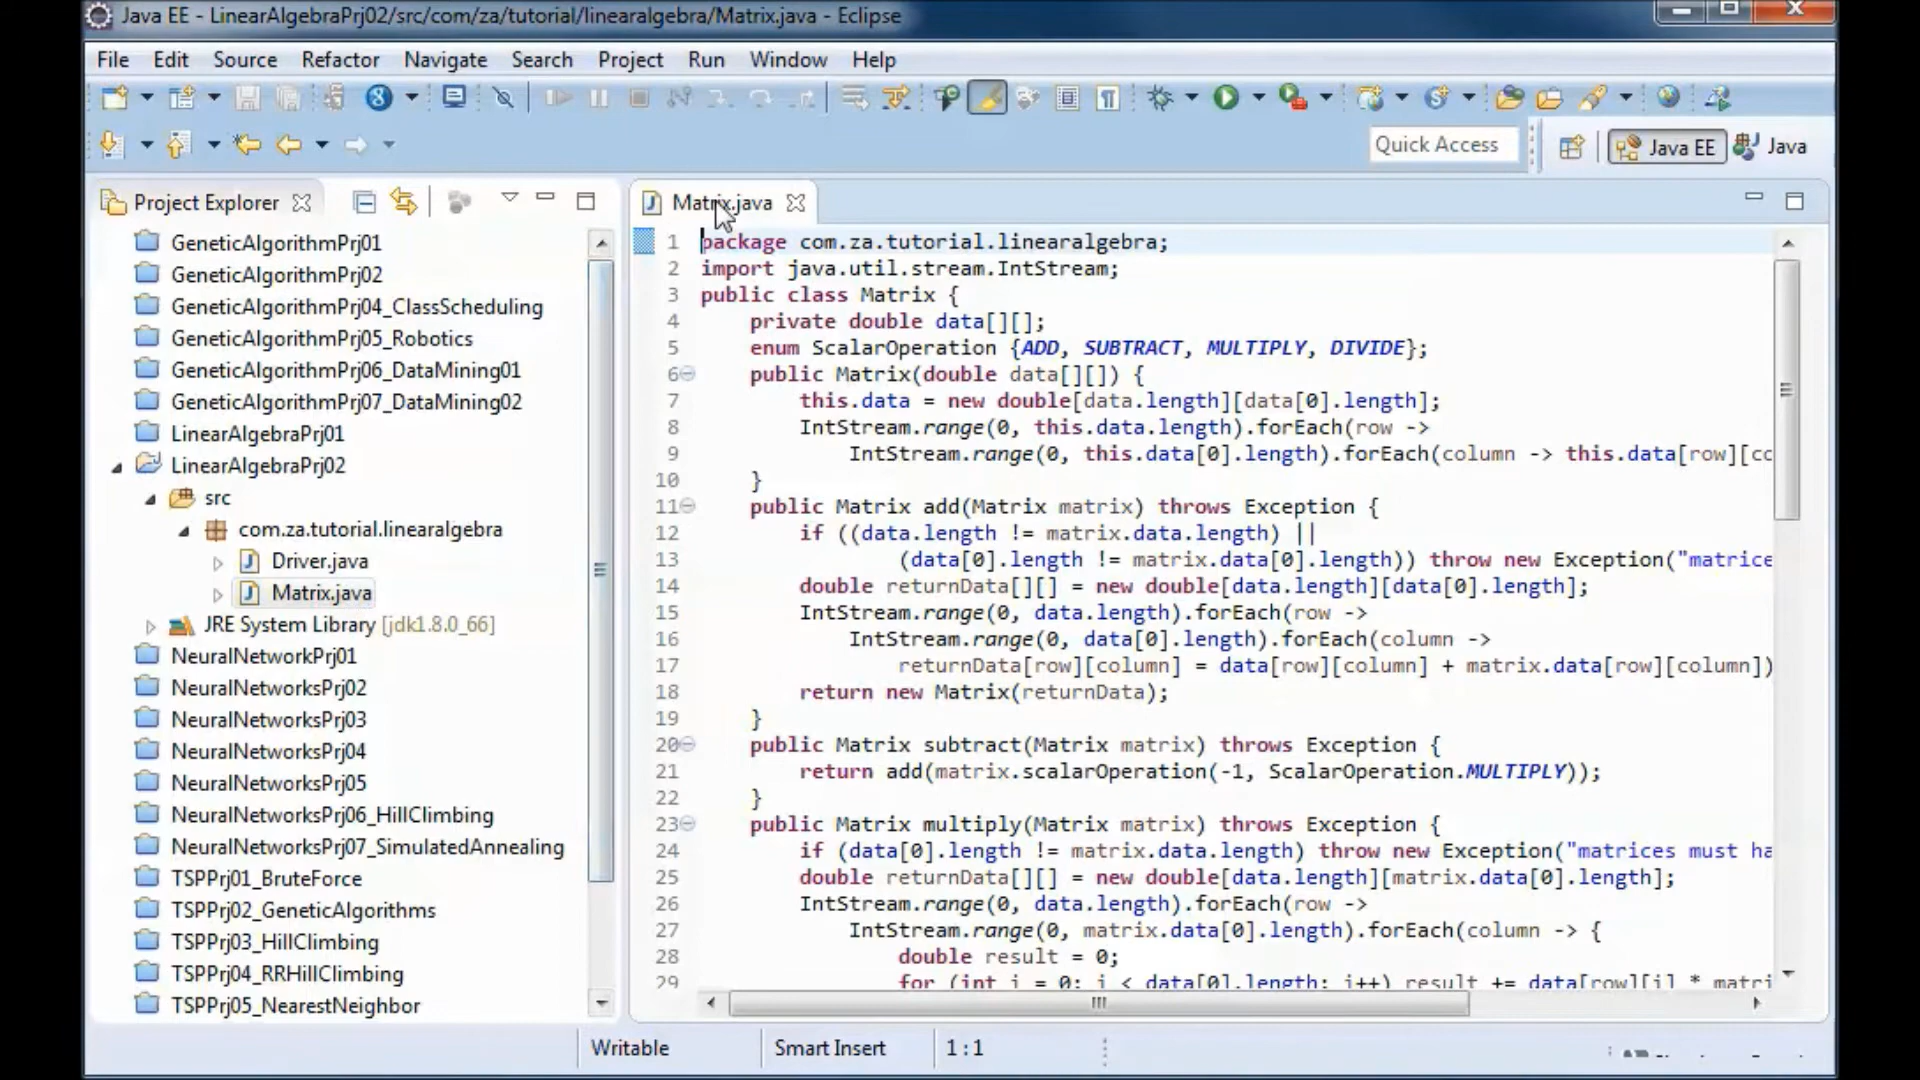 Java EE - LinearAlgebraPrj02/src/com/za/tutorial/linearalgebra/Matrix.java - Eclipse
File Edit Source Refactor Navigate Search Project Run Window Help
Quick Access Java EE Java
Project Explorer
GeneticAlgorithmPrj01
GeneticAlgorithmPrj02
GeneticAlgorithmPrj04_ClassScheduling
GeneticAlgorithmPrj05_Robotics
GeneticAlgorithmPrj06_DataMining01
GeneticAlgorithmPrj07_DataMining02
LinearAlgebraPrj01
LinearAlgebraPrj02
src
com.za.tutorial.linearalgebra
Driver.java
Matrix.java
JRE System Library [jdk1.8.0_66]
NeuralNetworkPrj01
NeuralNetworksPrj02
NeuralNetworksPrj03
NeuralNetworksPrj04
NeuralNetworksPrj05
NeuralNetworksPrj06_HillClimbing
NeuralNetworksPrj07_SimulatedAnnealing
TSPPrj01_BruteForce
TSPPrj02_GeneticAlgorithms
TSPPrj03_HillClimbing
TSPPrj04_RRHillClimbing
TSPPrj05_NearestNeighbor
Matrix.java
1 package com.za.tutorial.linearalgebra;
2 import java.util.stream.IntStream;
3 public class Matrix {
4 private double data[][];
5 enum ScalarOperation {ADD, SUBTRACT, MULTIPLY, DIVIDE};
6 public Matrix(double data[][]) {
7 this.data = new double[data.length][data[0].length];
8 IntStream.range(0, this.data.length).forEach(row ->
9 IntStream.range(0, this.data[0].length).forEach(column -> this.data[row][co
10 }
11 public Matrix add(Matrix matrix) throws Exception {
12 if ((data.length != matrix.data.length) ||
13 (data[0].length != matrix.data[0].length)) throw new Exception("matrice
14 double returnData[][] = new double[data.length][data[0].length];
15 IntStream.range(0, data.length).forEach(row ->
16 IntStream.range(0, data[0].length).forEach(column ->
17 returnData[row][column] = data[row][column] + matrix.data[row][column])
18 return new Matrix(returnData);
19 }
20 public Matrix subtract(Matrix matrix) throws Exception {
21 return add(matrix.scalarOperation(-1, ScalarOperation.MULTIPLY));
22 }
23 public Matrix multiply(Matrix matrix) throws Exception {
24 if (data[0].length != matrix.data.length) throw new Exception("matrices must ha
25 double returnData[][] = new double[data.length][matrix.data[0].length];
26 IntStream.range(0, data.length).forEach(row ->
27 IntStream.range(0, matrix.data[0].length).forEach(column -> {
28 double result = 0;
29 for (int i = 0; i < data[0].length; i++) result += data[row][i] * matri
Writable Smart Insert 1 : 1